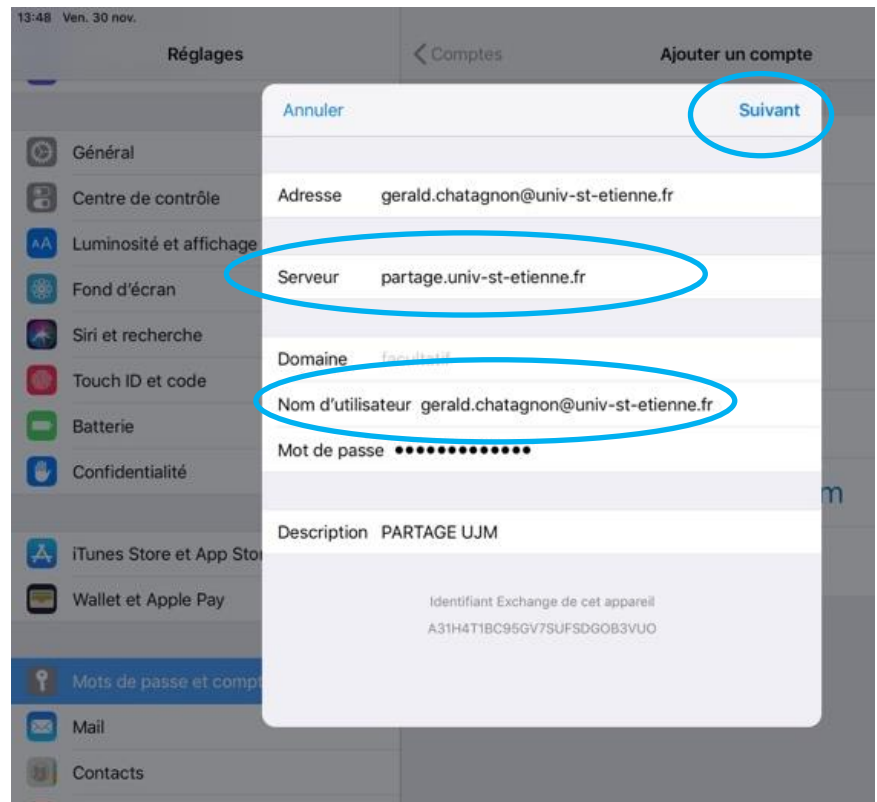 13:48 Ven. 30 nov.
Réglages
Comptes
Ajouter un compte
Annuler
Suivant
Général
Centre de contrôle
Luminosité et affichage
Fond d'écran
Siri et recherche
Touch ID et code
Batterie
Confidentialité
iTunes Store et App Stor
Wallet et Apple Pay
Mots de passe et compt
Mail
Contacts
Adresse gerald.chatagnon@univ-st-etienne.fr
Serveur partage.univ-st-etienne.fr
Domaine facultatif
Nom d'utilisateur gerald.chatagnon@univ-st-etienne.fr
Mot de passe ●●●●●●●●●●●●●
Description PARTAGE UJM
Identifiant Exchange de cet appareil
A31H4T1BC95GV7SUFSDGOB3VUO
m